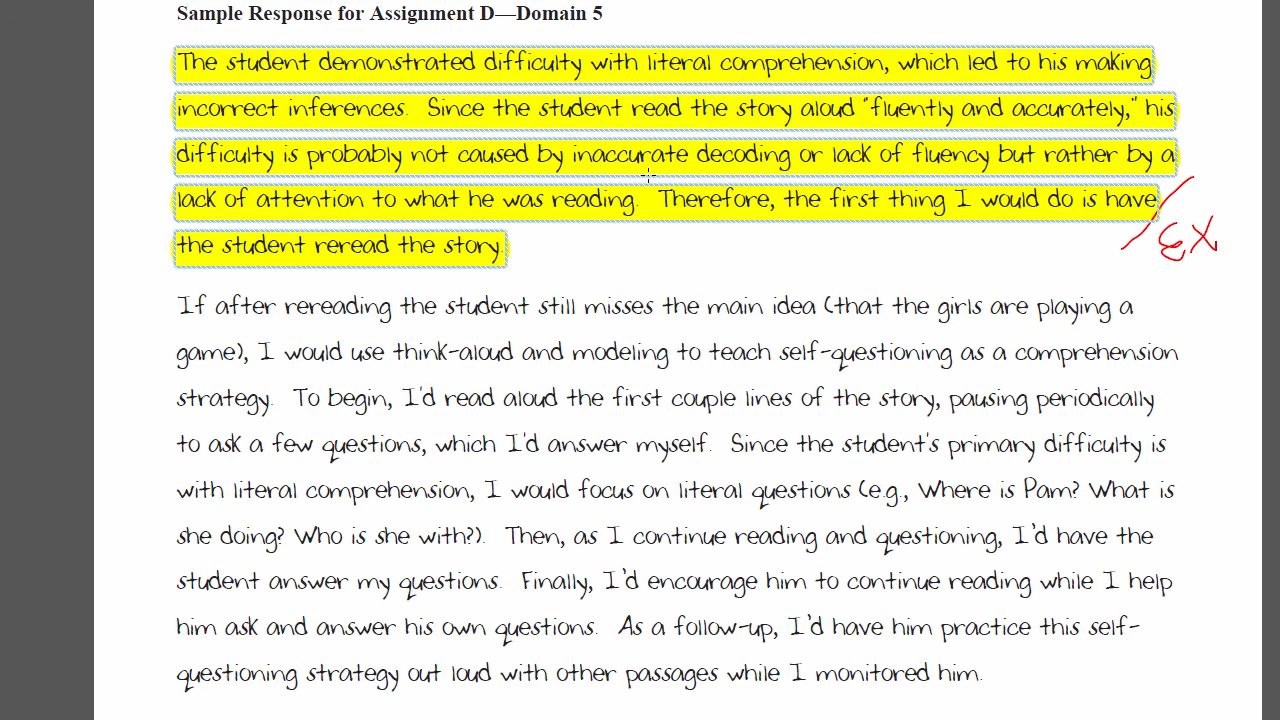 Sample Response for Assignment D—Domain 5
The student demonstrated difficulty with literal comprehension, which led to his making
incorrect inferences. Since the student read the story aloud "fluently and accurately," his
difficulty is probably not caused by inaccurate decoding or lack of fluency but rather by a
lack of attention to what he was reading. Therefore, the first thing I would do is have
the student reread the story.
EX
If after rereading the student still misses the main idea (that the girls are playing a
game), I would use think-aloud and modeling to teach self-questioning as a comprehension
strategy. To begin, I'd read aloud the first couple lines of the story, pausing periodically
to ask a few questions, which I'd answer myself. Since the student's primary difficulty is
with literal comprehension, I would focus on literal questions (e.g., Where is Pam? What is
she doing? Who is she with?). Then, as I continue reading and questioning, I'd have the
student answer my questions. Finally, I'd encourage him to continue reading while I help
him ask and answer his own questions. As a follow-up, I'd have him practice this self-
questioning strategy out loud with other passages while I monitored him.